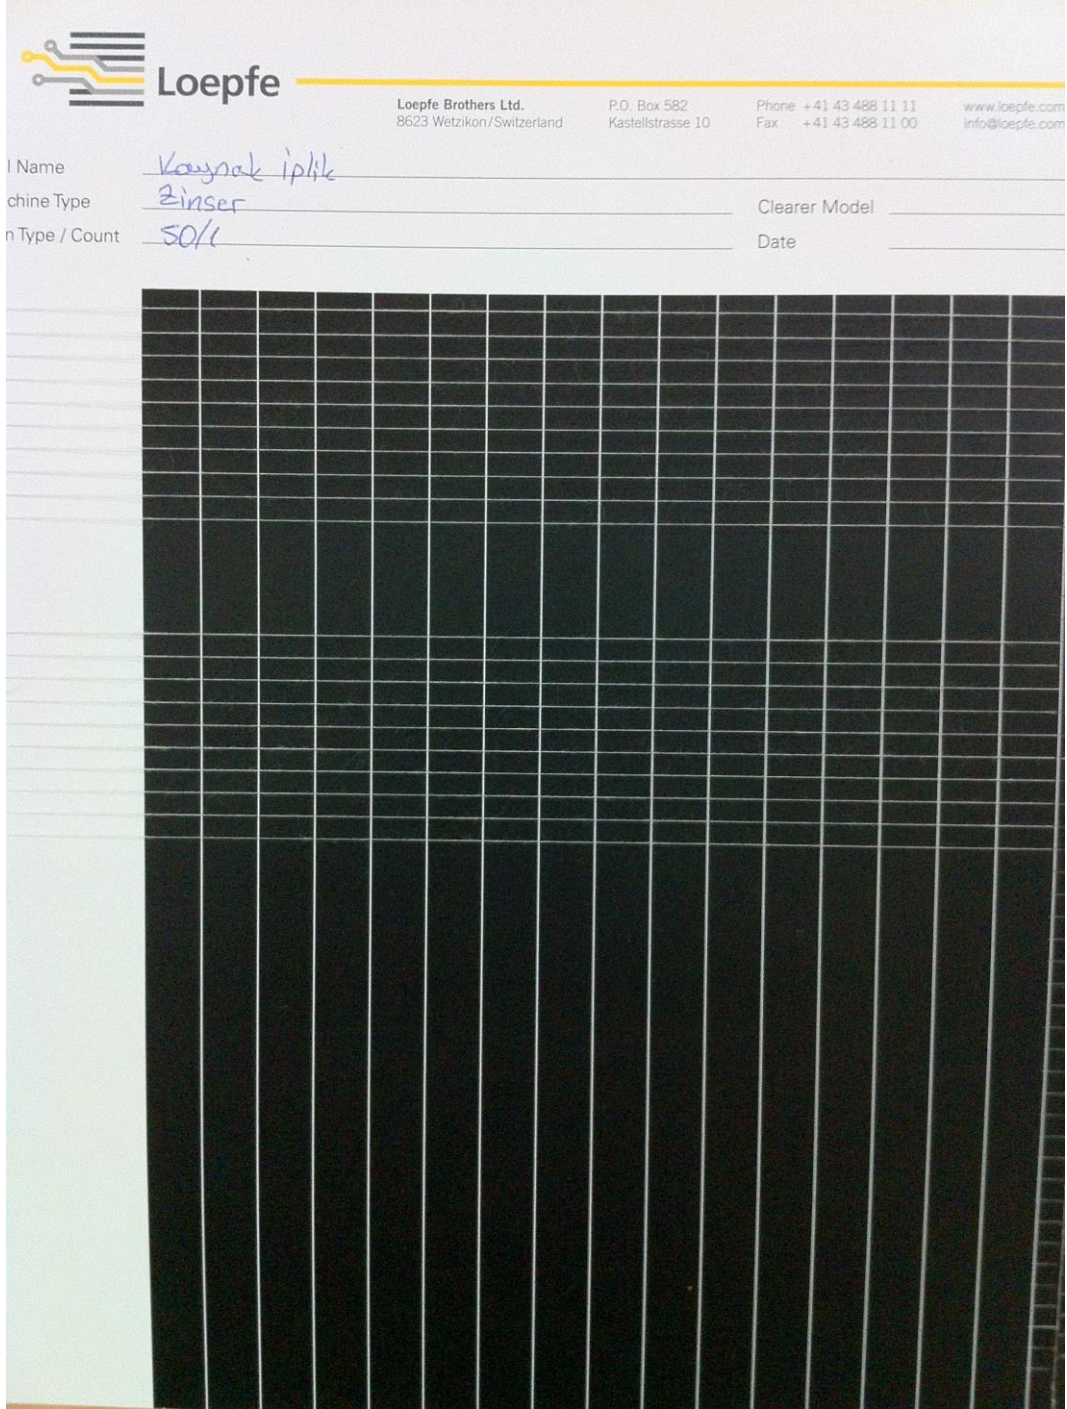 Loepfe
Loepfe Brothers Ltd.
8623 Wetzikon/Switzerland
P.O. Box 582
Kastellstrasse 10
Phone +41 43 488 11 11
Fax +41 43 488 11 00
www.loepfe.com
info@loepfe.com
l Name Kaynak iplik
chine Type Zinser
Clearer Model
n Type / Count 50/1
Date